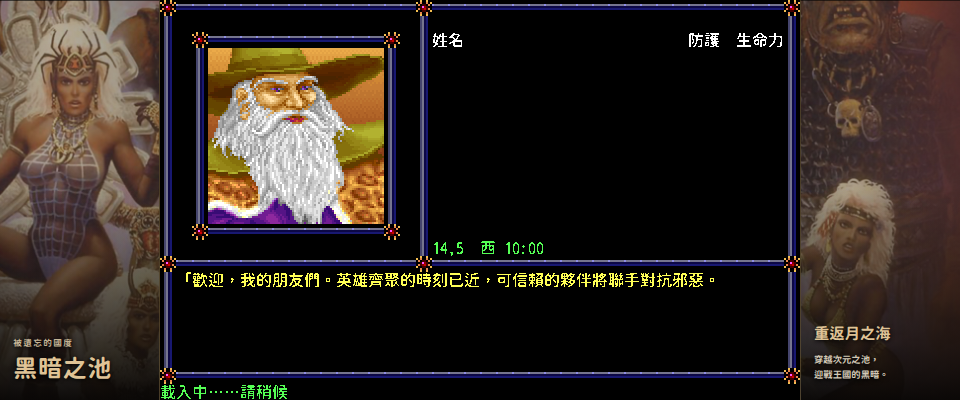 姓名 防護 生命力
14,5 西 10:00
「歡迎，我的朋友們。英雄齊聚的時刻已近，可信賴的夥伴將聯手對抗邪惡。
載入中……請稍候
被遺忘的國度
黑暗之池
重返月之海
穿越次元之池，
迎戰王國的黑暗。